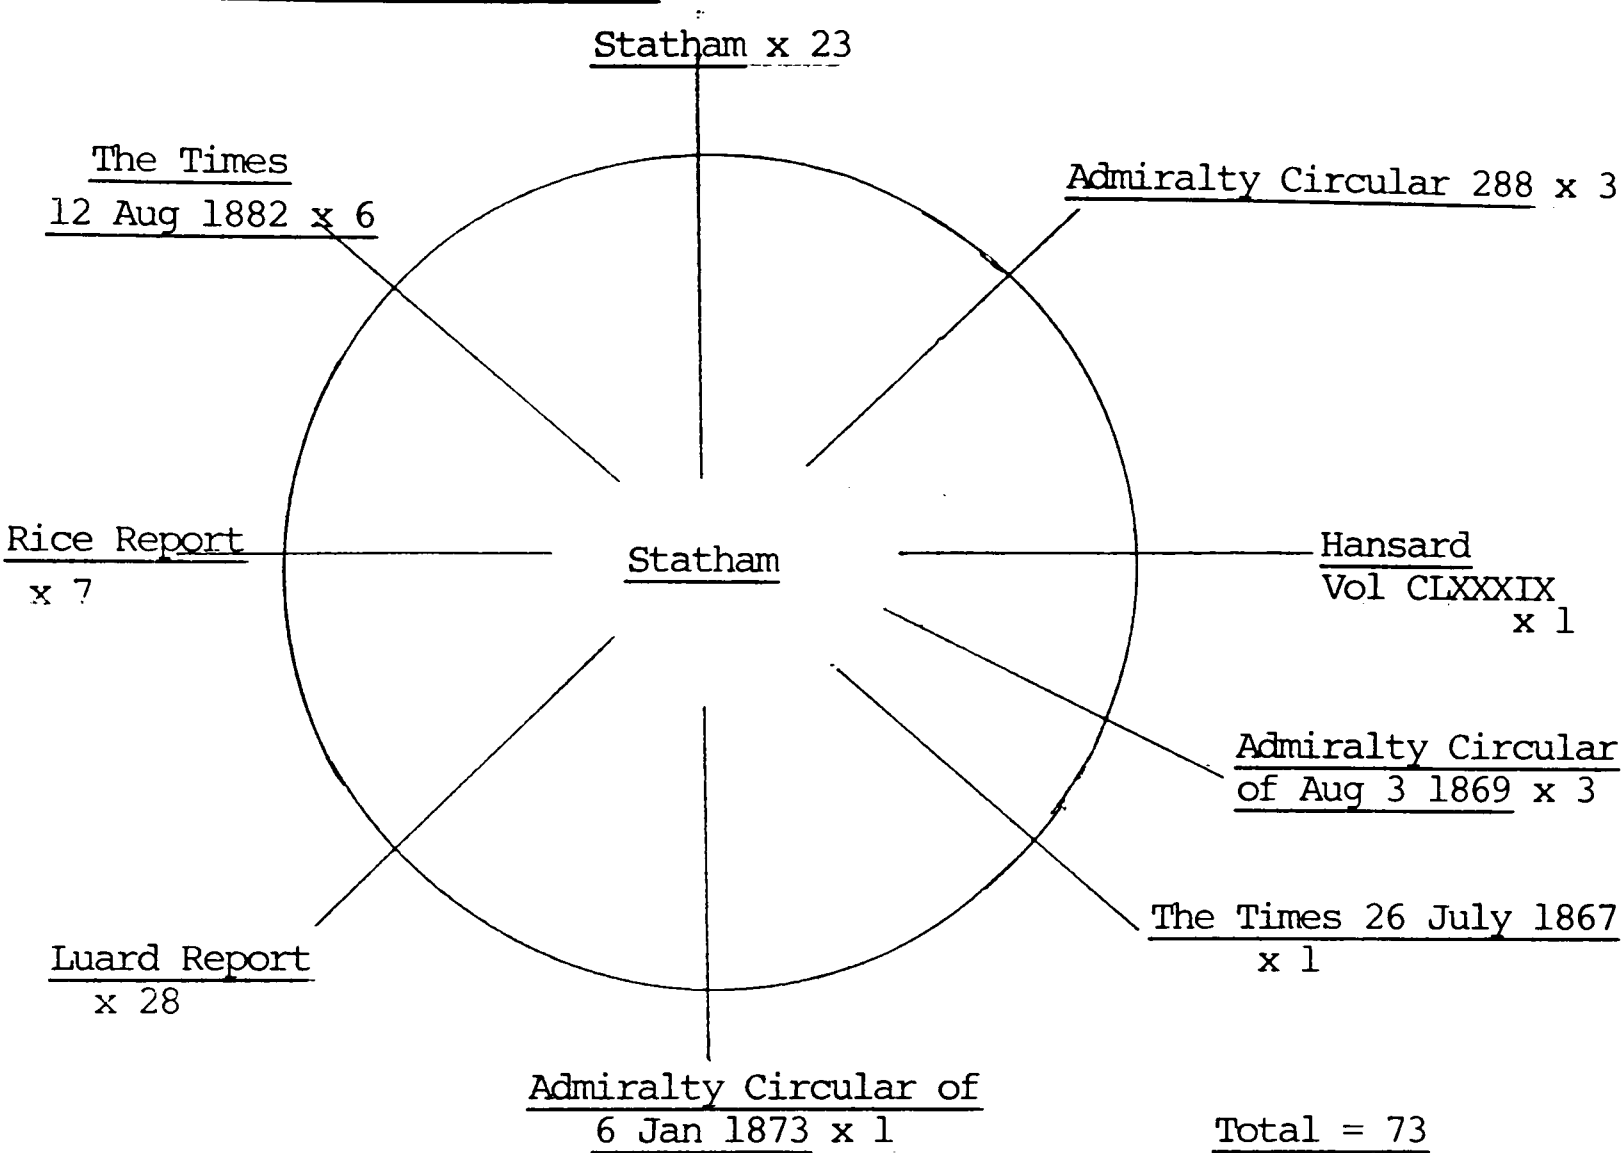 Statham x 23
The Times
12 Aug 1882 x 6
Admiralty Circular 288 x 3
Rice Report
x 7
Statham
Hansard
Vol CLXXXIX
x 1
Admiralty Circular
of Aug 3 1869 x 3
The Times 26 July 1867
x 1
Luard Report
x 28
Admiralty Circular of
6 Jan 1873 x 1
Total = 73